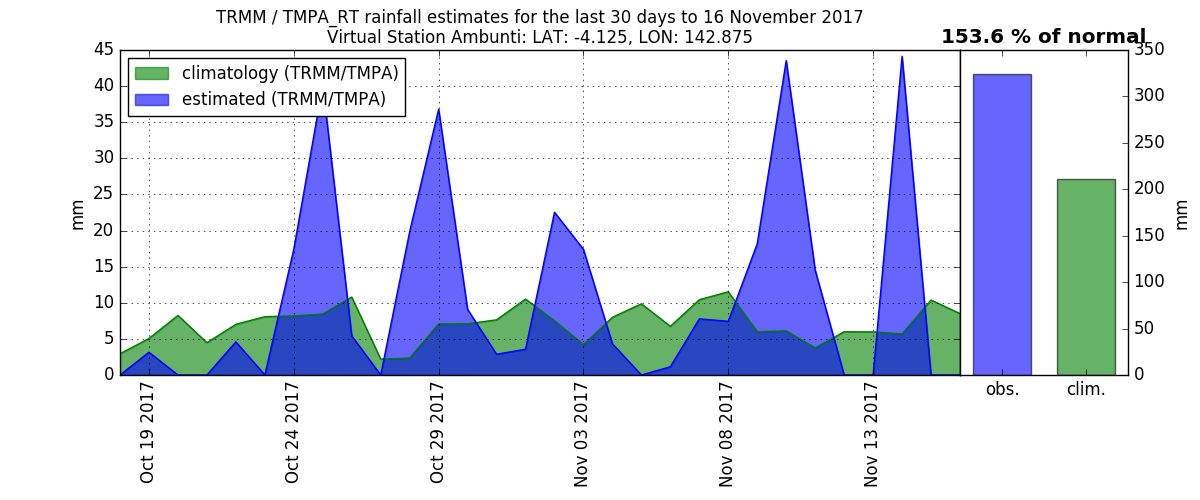 TRMM / TMPA_RT rainfall estimates for the last 30 days to 16 November 2017
Virtual Station Ambunti: LAT: -4.125, LON: 142.875
153.6 % of normal
climatology (TRMM/TMPA)
estimated (TRMM/TMPA)
45
40
35
30
25
20
15
10
5
0
mm
Oct 19 2017
Oct 24 2017
Oct 29 2017
Nov 03 2017
Nov 08 2017
Nov 13 2017
350
300
250
200
150
100
50
0
mm
obs.
clim.